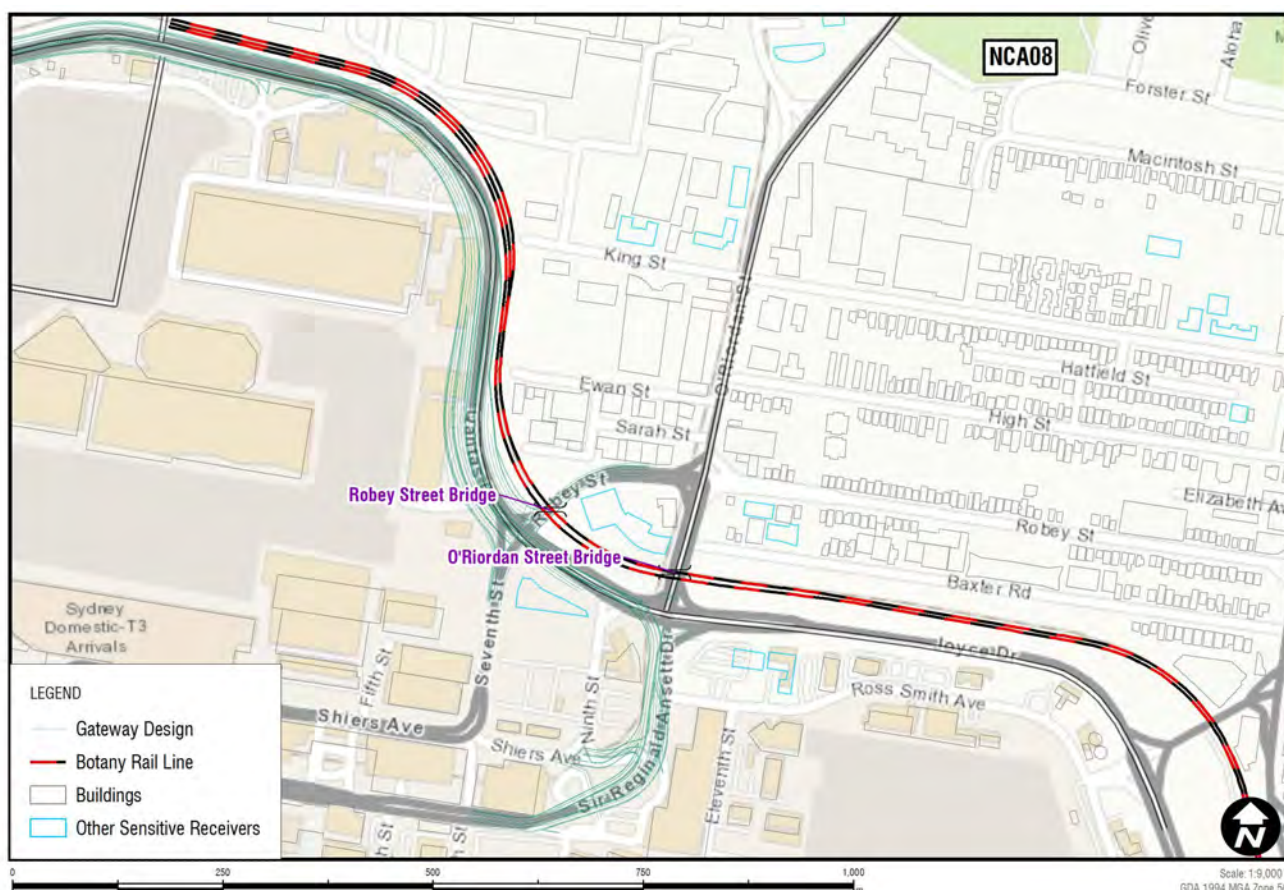 NCA08
Forster St
Macintosh St
King St
O'Riordan St
Hatfield St
Ewan St
High St
Sarah St
Robey St
Robey Street Bridge
Elizabeth Av
Robey St
O'Riordan Street Bridge
Baxter Rd
Sydney
Domestic-T3
Arrivals
Seventh St
Joyce Dr
Fifth St
Ninth St
Ross Smith Ave
Shiers Ave
Shiers Ave
Sir Reginald Ansett Dr
Eleventh St
LEGEND
Gateway Design
Botany Rail Line
Buildings
Other Sensitive Receivers
N
0
250
500
750
1,000
m
Scale: 1:9,000